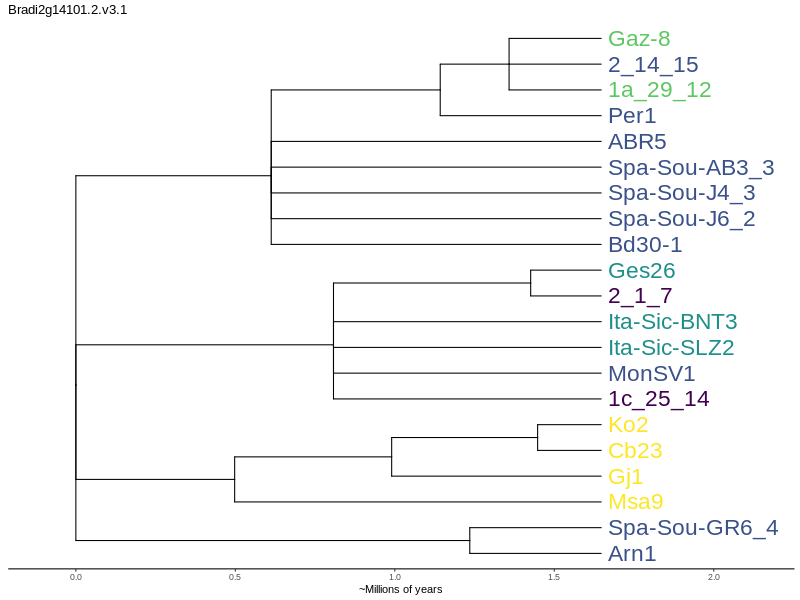 Bradi2g14101.2.v3.1
Gaz-8
2_14_15
1a_29_12
Per1
ABR5
Spa-Sou-AB3_3
Spa-Sou-J4_3
Spa-Sou-J6_2
Bd30-1
Ges26
2_1_7
Ita-Sic-BNT3
Ita-Sic-SLZ2
MonSV1
1c_25_14
Ko2
Cb23
Gj1
Msa9
Spa-Sou-GR6_4
Arn1
0.0 0.5 1.0 1.5 2.0
~Millions of years